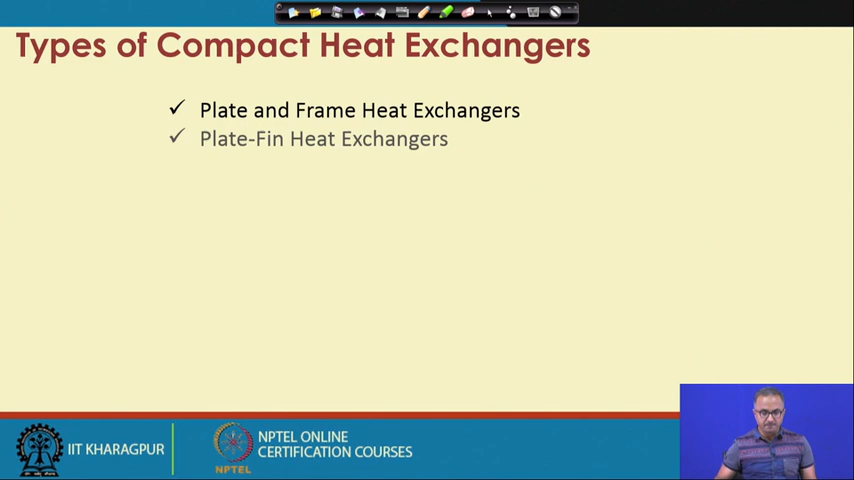 Types of Compact Heat Exchangers
✓ Plate and Frame Heat Exchangers
✓ Plate-Fin Heat Exchangers
IIT KHARAGPUR
NPTEL
NPTEL ONLINE
CERTIFICATION COURSES